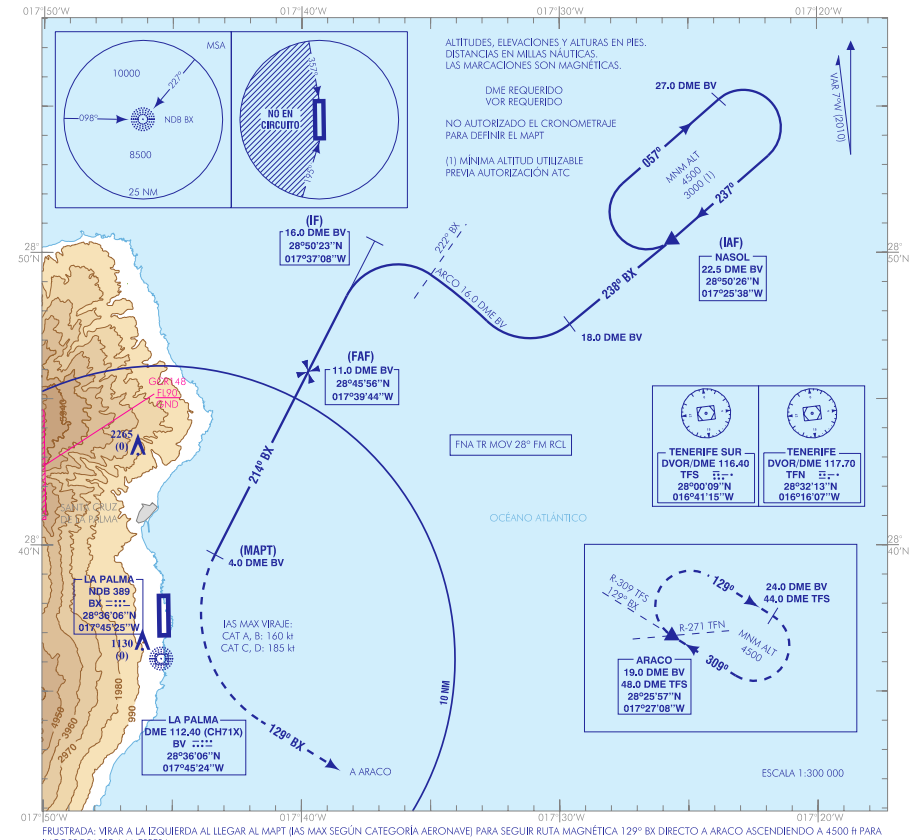 017°50'W
017°40'W
017°30'W
017°20'W
MSA
10000
227°
098°
NDB BX
8500
25 NM
357°
NO EN
CIRCUITO
195°
ALTITUDES, ELEVACIONES Y ALTURAS EN PIES.
DISTANCIAS EN MILLAS NÁUTICAS.
LAS MARCACIONES SON MAGNÉTICAS.
DME REQUERIDO
VOR REQUERIDO
NO AUTORIZADO EL CRONOMETRAJE
PARA DEFINIR EL MAPT
(1) MÍNIMA ALTITUD UTILIZABLE
PREVIA AUTORIZACIÓN ATC
VAR 7°W (2010)
27.0 DME BV
057°
MNM ALT
4500
3000 (1)
237°
(IAF)
NASOL
22.5 DME BV
28°50'26"N
017°25'38"W
28°
50'N
28°
50'N
(IF)
16.0 DME BV
28°50'23"N
017°37'08"W
222° BX
ARCO 16.0 DME BV
238° BX
18.0 DME BV
(FAF)
11.0 DME BV
28°45'56"N
017°39'44"W
GCR148
FL90
GND
5940
2265
(0)
214° BX
FNA TR MOV 28° FM RCL
TENERIFE SUR
DVOR/DME 116.40
TFS
28°00'09"N
016°41'15"W
TENERIFE
DVOR/DME 117.70
TFN
28°32'13"N
016°16'07"W
SANTA CRUZ
DE LA PALMA
OCÉANO ATLÁNTICO
28°
40'N
28°
40'N
(MAPT)
4.0 DME BV
LA PALMA
NDB 389
BX
28°36'06"N
017°45'25"W
1130
(0)
IAS MAX VIRAJE:
CAT A, B: 160 kt
CAT C, D: 185 kt
10 NM
R-309 TFS
129° BX
R-271 TFN
129°
24.0 DME BV
44.0 DME TFS
MNM ALT
4500
309°
ARACO
19.0 DME BV
48.0 DME TFS
28°25'57"N
017°27'08"W
4950
3960
2970
1980
990
LA PALMA
DME 112.40 (CH71X)
BV
28°36'06"N
017°45'24"W
129° BX
A ARACO
ESCALA 1:300 000
FRUSTRADA: VIRAR A LA IZQUIERDA AL LLEGAR AL MAPT (IAS MAX SEGÚN CATEGORÍA AERONAVE) PARA SEGUIR RUTA MAGNÉTICA 129° BX DIRECTO A ARACO ASCENDIENDO A 4500 ft PARA